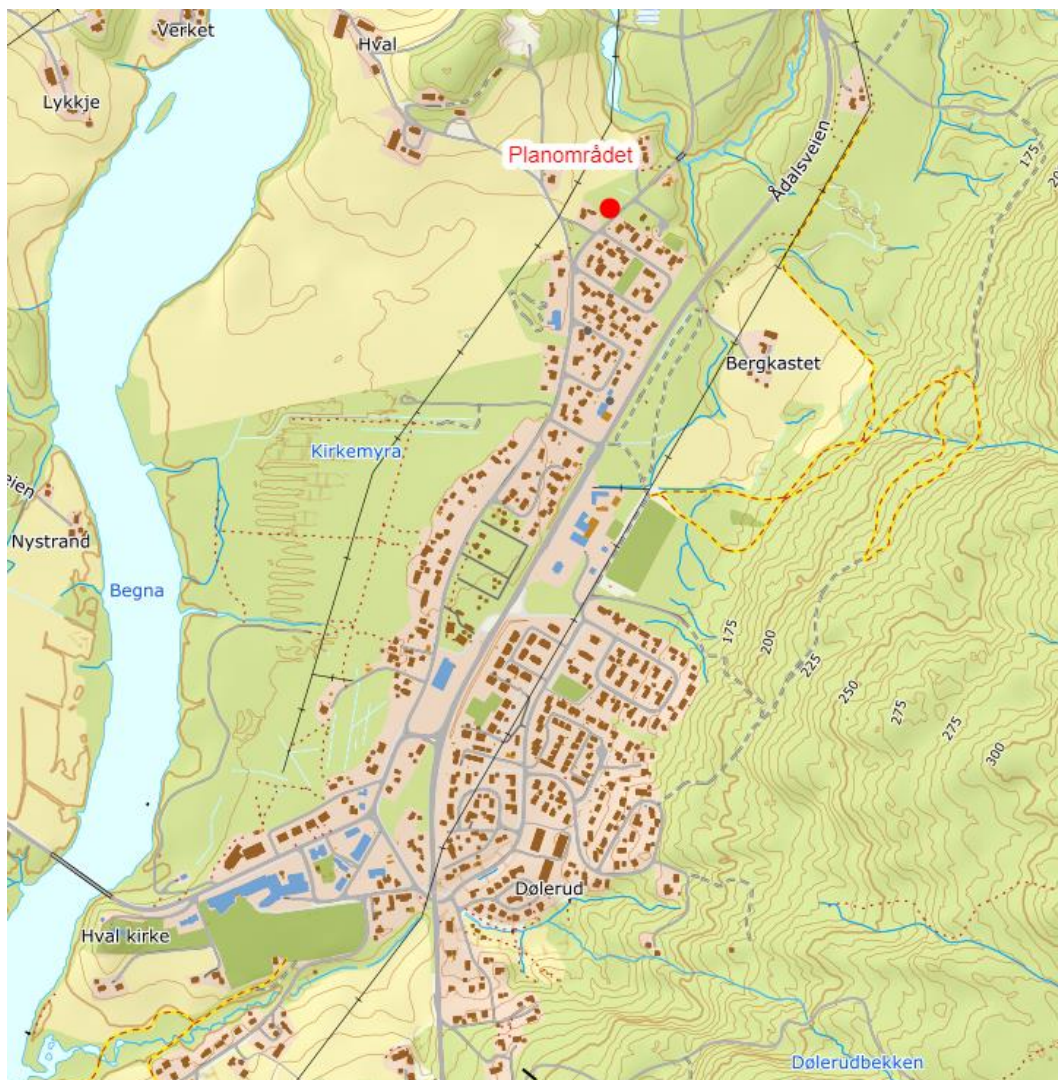 Verket
Hval
Lykkje
Planområdet
Ådalsveien
175
Bergkastet
Kirkemyra
eien
Nystrand
Begna
175
200
225
250
275
275
300
Dølerud
Hval kirke
Dølerudbekken